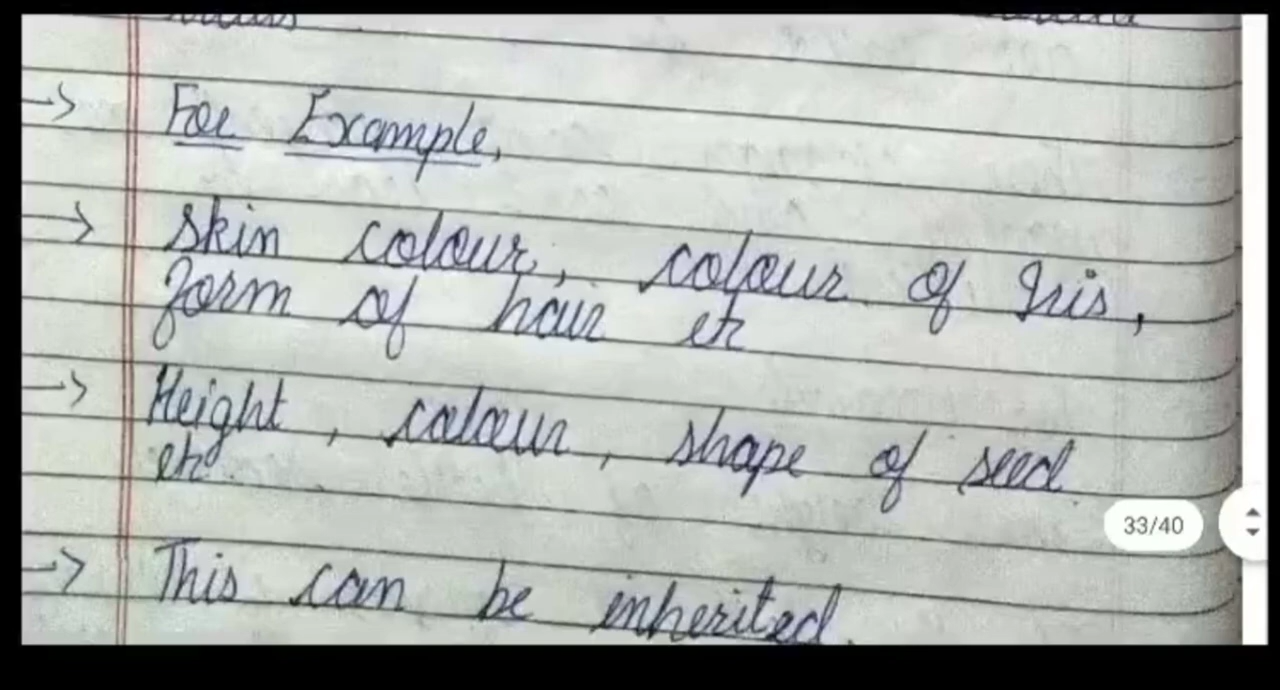 → For Example,
→ Skin colour, colour of Iris,
form of hair etc
→ Height, colour, shape of seed
etc
→ This can be inherited.
33/40